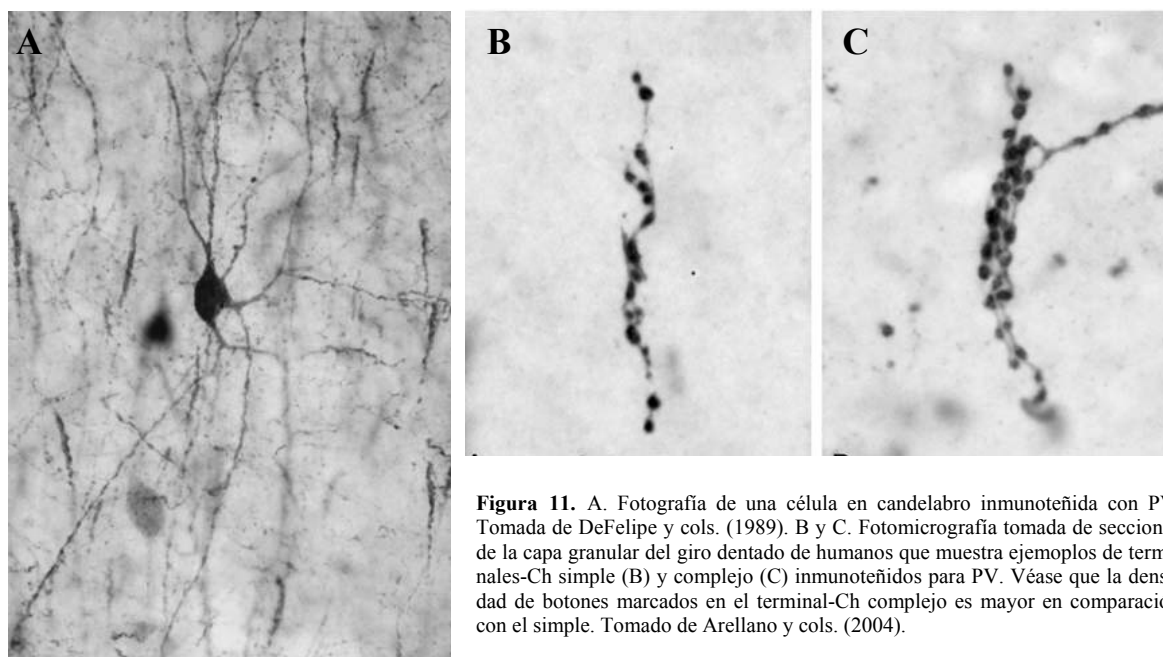 A
B
C
Figura 11. A. Fotografía de una célula en candelabro inmunoteñida con PV
Tomada de DeFelipe y cols. (1989). B y C. Fotomicrografía tomada de seccion
de la capa granular del giro dentado de humanos que muestra ejemoplos de term
nales-Ch simple (B) y complejo (C) inmunoteñidos para PV. Véase que la dens
dad de botones marcados en el terminal-Ch complejo es mayor en comparació
con el simple. Tomado de Arellano y cols. (2004).